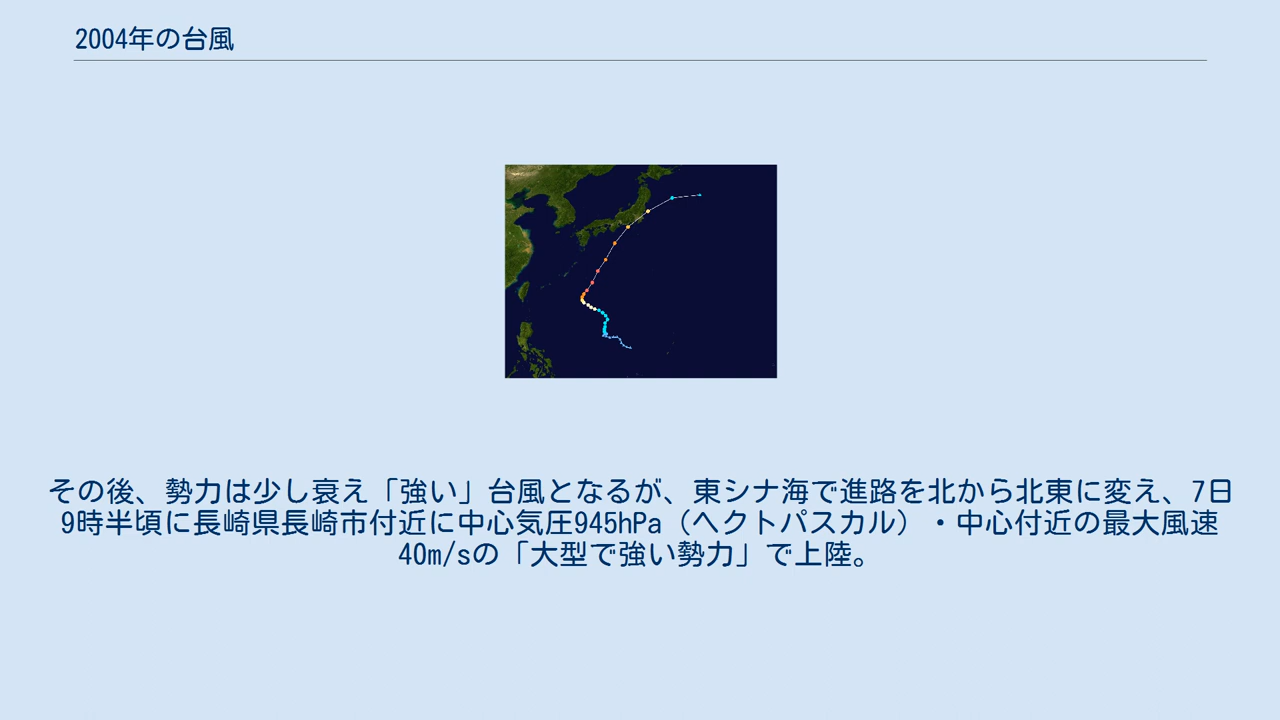 2004年の台風
その後、勢力は少し衰え「強い」台風となるが、東シナ海で進路を北から北東に変え、7日
9時半頃に長崎県長崎市付近に中心気圧945hPa（ヘクトパスカル）・中心付近の最大風速
40m/sの「大型で強い勢力」で上陸。